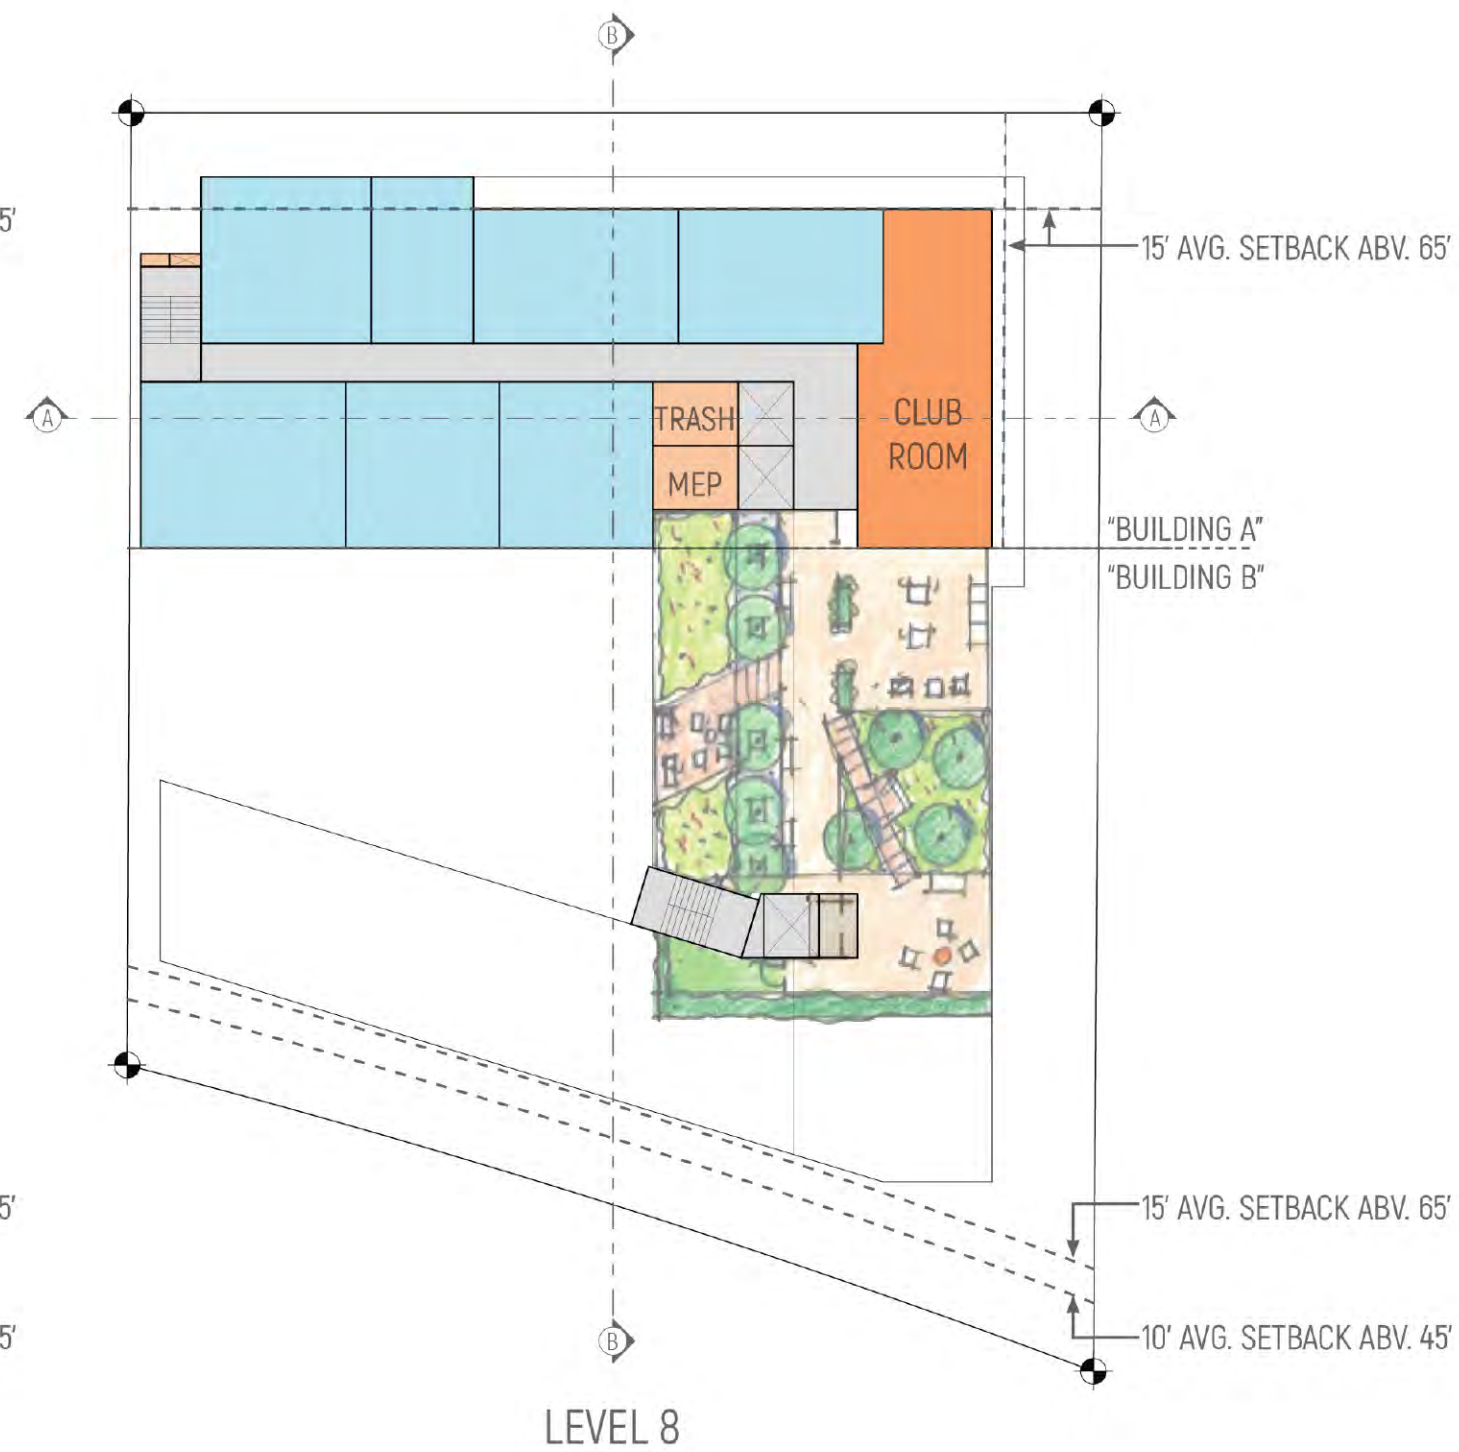 B
5'
15' AVG. SETBACK ABV. 65'
A
TRASH
CLUB
ROOM
A
MEP
"BUILDING A"
"BUILDING B"
5'
15' AVG. SETBACK ABV. 65'
5'
B
10' AVG. SETBACK ABV. 45'
LEVEL 8